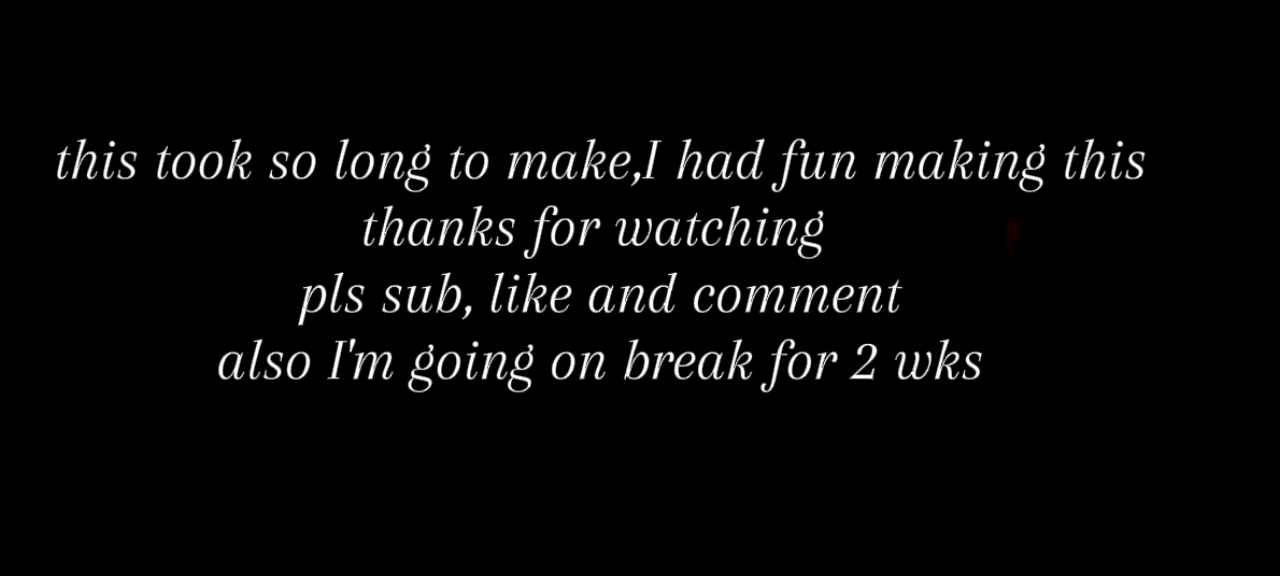 this took so long to make,I had fun making this
thanks for watching
pls sub, like and comment
also I'm going on break for 2 wks